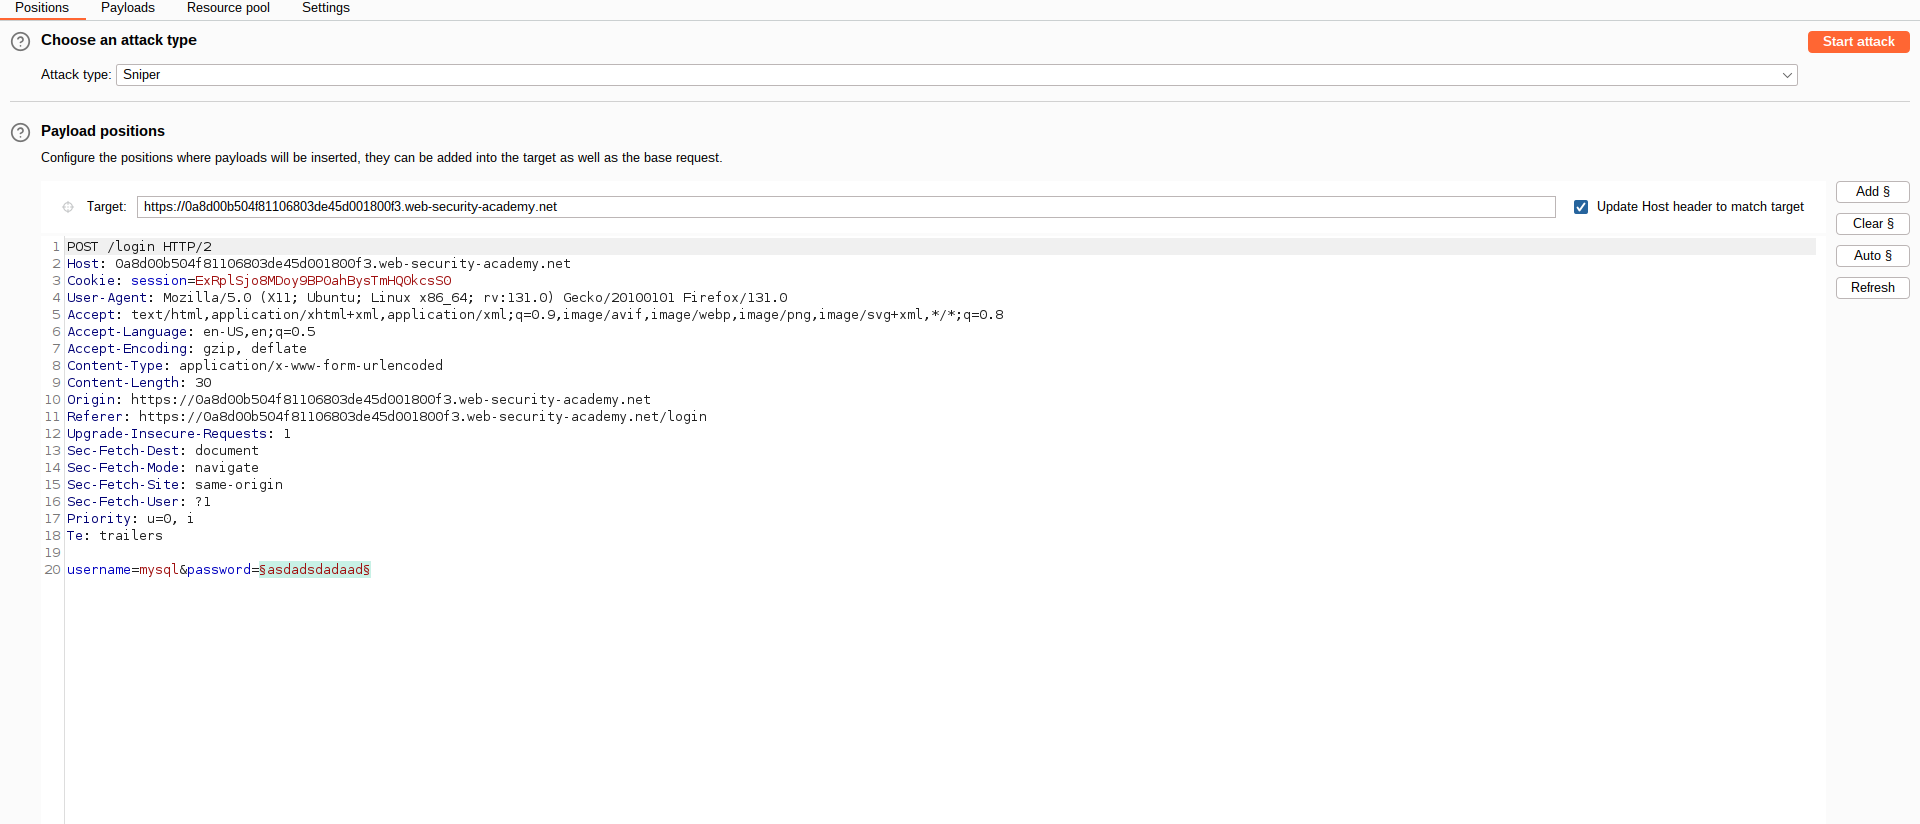 Positions Payloads Resource pool Settings
Choose an attack type
Start attack
Attack type: Sniper
Payload positions
Configure the positions where payloads will be inserted, they can be added into the target as well as the base request.
Target: https://0a8d00b504f81106803de45d001800f3.web-security-academy.net
Update Host header to match target
Add §
Clear §
Auto §
Refresh
1 POST /login HTTP/2
2 Host: 0a8d00b504f81106803de45d001800f3.web-security-academy.net
3 Cookie: session=ExRplSjo8MDoy9BP0ahBysTmHQ0kcsS0
4 User-Agent: Mozilla/5.0 (X11; Ubuntu; Linux x86_64; rv:131.0) Gecko/20100101 Firefox/131.0
5 Accept: text/html,application/xhtml+xml,application/xml;q=0.9,image/avif,image/webp,image/png,image/svg+xml,*/*;q=0.8
6 Accept-Language: en-US,en;q=0.5
7 Accept-Encoding: gzip, deflate
8 Content-Type: application/x-www-form-urlencoded
9 Content-Length: 30
10 Origin: https://0a8d00b504f81106803de45d001800f3.web-security-academy.net
11 Referer: https://0a8d00b504f81106803de45d001800f3.web-security-academy.net/login
12 Upgrade-Insecure-Requests: 1
13 Sec-Fetch-Dest: document
14 Sec-Fetch-Mode: navigate
15 Sec-Fetch-Site: same-origin
16 Sec-Fetch-User: ?1
17 Priority: u=0, i
18 Te: trailers
19
20 username=mysql&password=§asdadsdadaad§